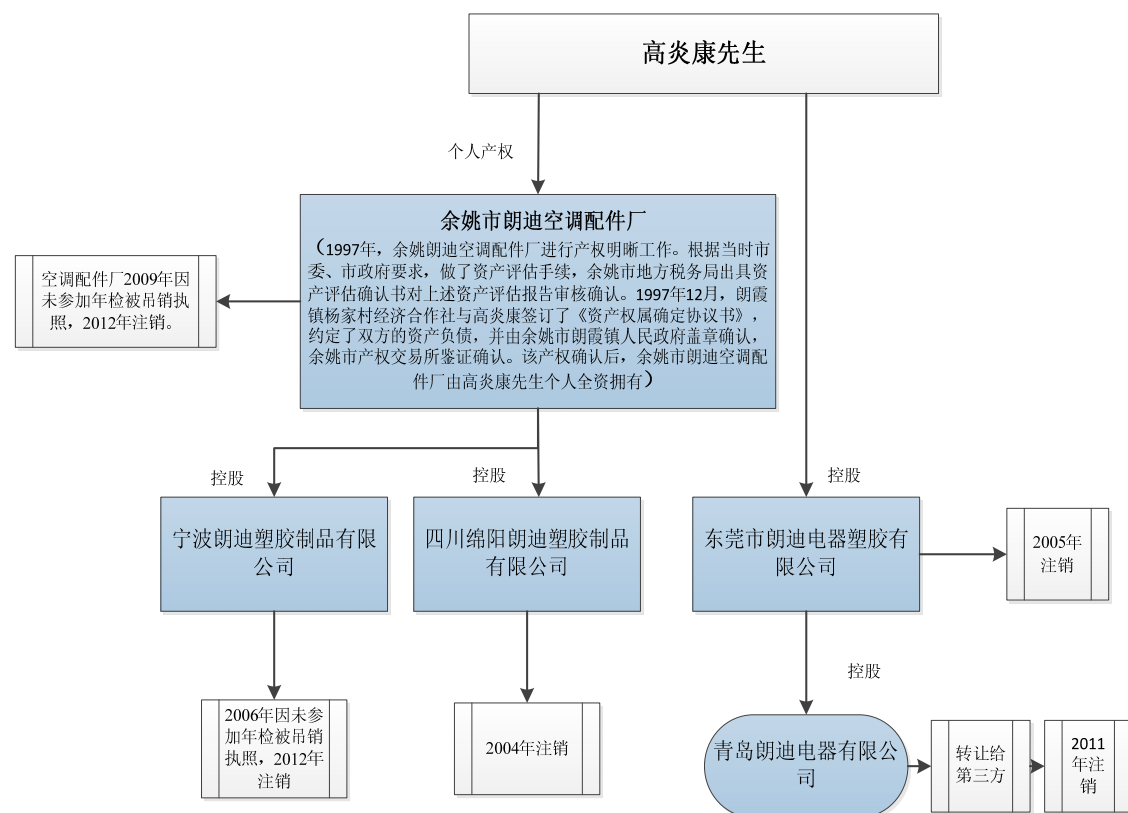 高炎康先生
个人产权
余姚市朗迪空调配件厂
（1997年，余姚朗迪空调配件厂进行产权明晰工作。根据当时市
委、市政府要求，做了资产评估手续，余姚市地方税务局出具资
产评估确认书对上述资产评估报告审核确认。1997年12月，朗霞
镇杨家村经济合作社与高炎康签订了《资产权属确定协议书》，
约定了双方的资产负债，并由余姚市朗霞镇人民政府盖章确认，
余姚市产权交易所鉴证确认。该产权确认后，余姚市朗迪空调配
件厂由高炎康先生个人全资拥有）
空调配件厂2009年因
未参加年检被吊销执
照，2012年注销。
控股
控股
控股
宁波朗迪塑胶制品有限
公司
四川绵阳朗迪塑胶制品
有限公司
东莞市朗迪电器塑胶有
限公司
2005年
注销
控股
2006年因未参
加年检被吊销
执照，2012年
注销
2004年注销
青岛朗迪电器有限公
司
转让给
第三方
2011
年注
销